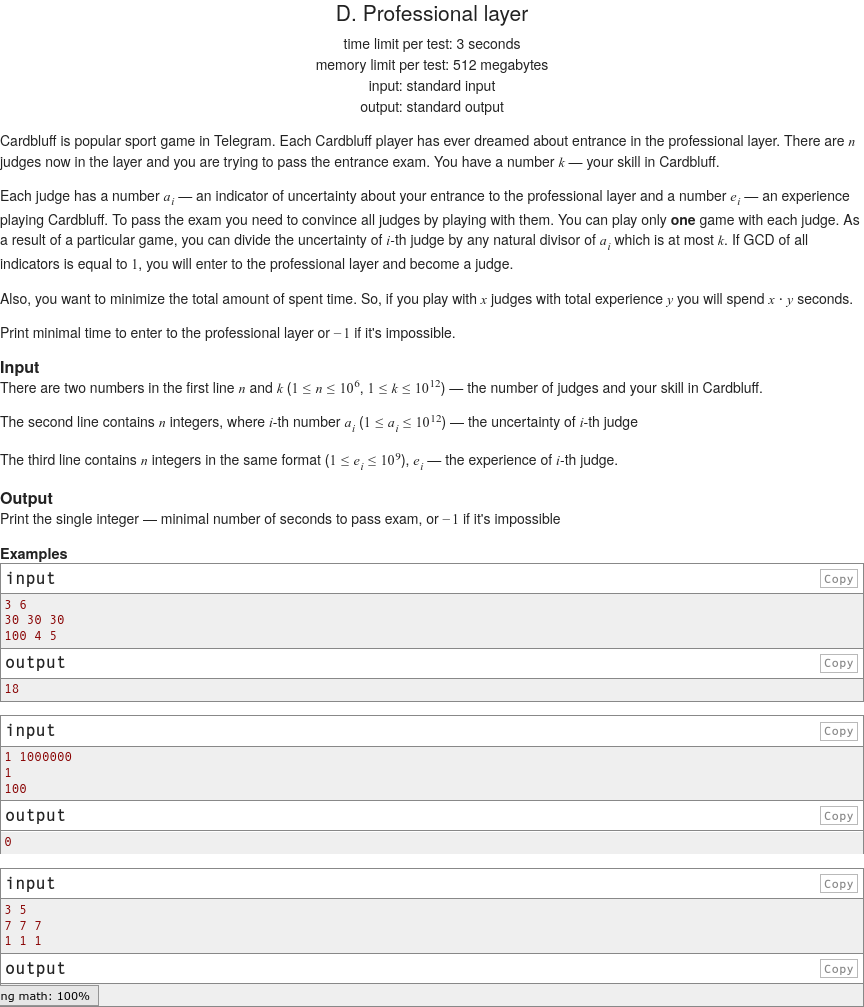 D. Professional layer
time limit per test: 3 seconds
memory limit per test: 512 megabytes
input: standard input
output: standard output
Cardbluff is popular sport game in Telegram. Each Cardbluff player has ever dreamed about entrance in the professional layer. There are n
judges now in the layer and you are trying to pass the entrance exam. You have a number k — your skill in Cardbluff.
Each judge has a number a_i — an indicator of uncertainty about your entrance to the professional layer and a number e_i — an experience
playing Cardbluff. To pass the exam you need to convince all judges by playing with them. You can play only one game with each judge. As
a result of a particular game, you can divide the uncertainty of i-th judge by any natural divisor of a_i which is at most k. If GCD of all
indicators is equal to 1, you will enter to the professional layer and become a judge.
Also, you want to minimize the total amount of spent time. So, if you play with x judges with total experience y you will spend x · y seconds.
Print minimal time to enter to the professional layer or −1 if it's impossible.
Input
There are two numbers in the first line n and k (1 ≤ n ≤ 10^6, 1 ≤ k ≤ 10^12) — the number of judges and your skill in Cardbluff.
The second line contains n integers, where i-th number a_i (1 ≤ a_i ≤ 10^12) — the uncertainty of i-th judge
The third line contains n integers in the same format (1 ≤ e_i ≤ 10^9), e_i — the experience of i-th judge.
Output
Print the single integer — minimal number of seconds to pass exam, or −1 if it's impossible
Examples
input Copy
3 6
30 30 30
100 4 5
output Copy
18
input Copy
1 1000000
1
100
output Copy
0
input Copy
3 5
7 7 7
1 1 1
output Copy
ng math: 100%